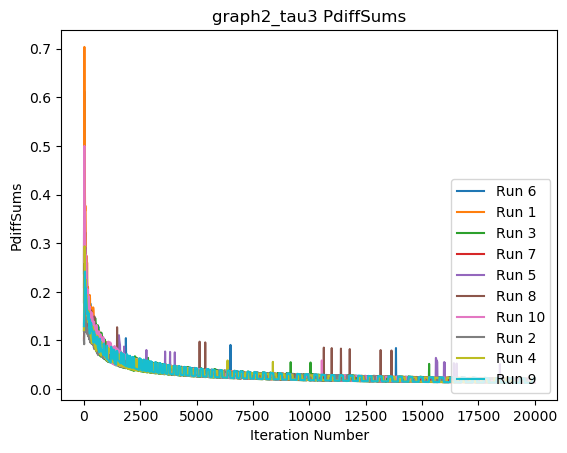 graph2_tau3 PdiffSums
PdiffSums
0.7
0.6
0.5
0.4
0.3
0.2
0.1
0.0
Run 6
Run 1
Run 3
Run 7
Run 5
Run 8
Run 10
Run 2
Run 4
Run 9
0 2500 5000 7500 10000 12500 15000 17500 20000
Iteration Number